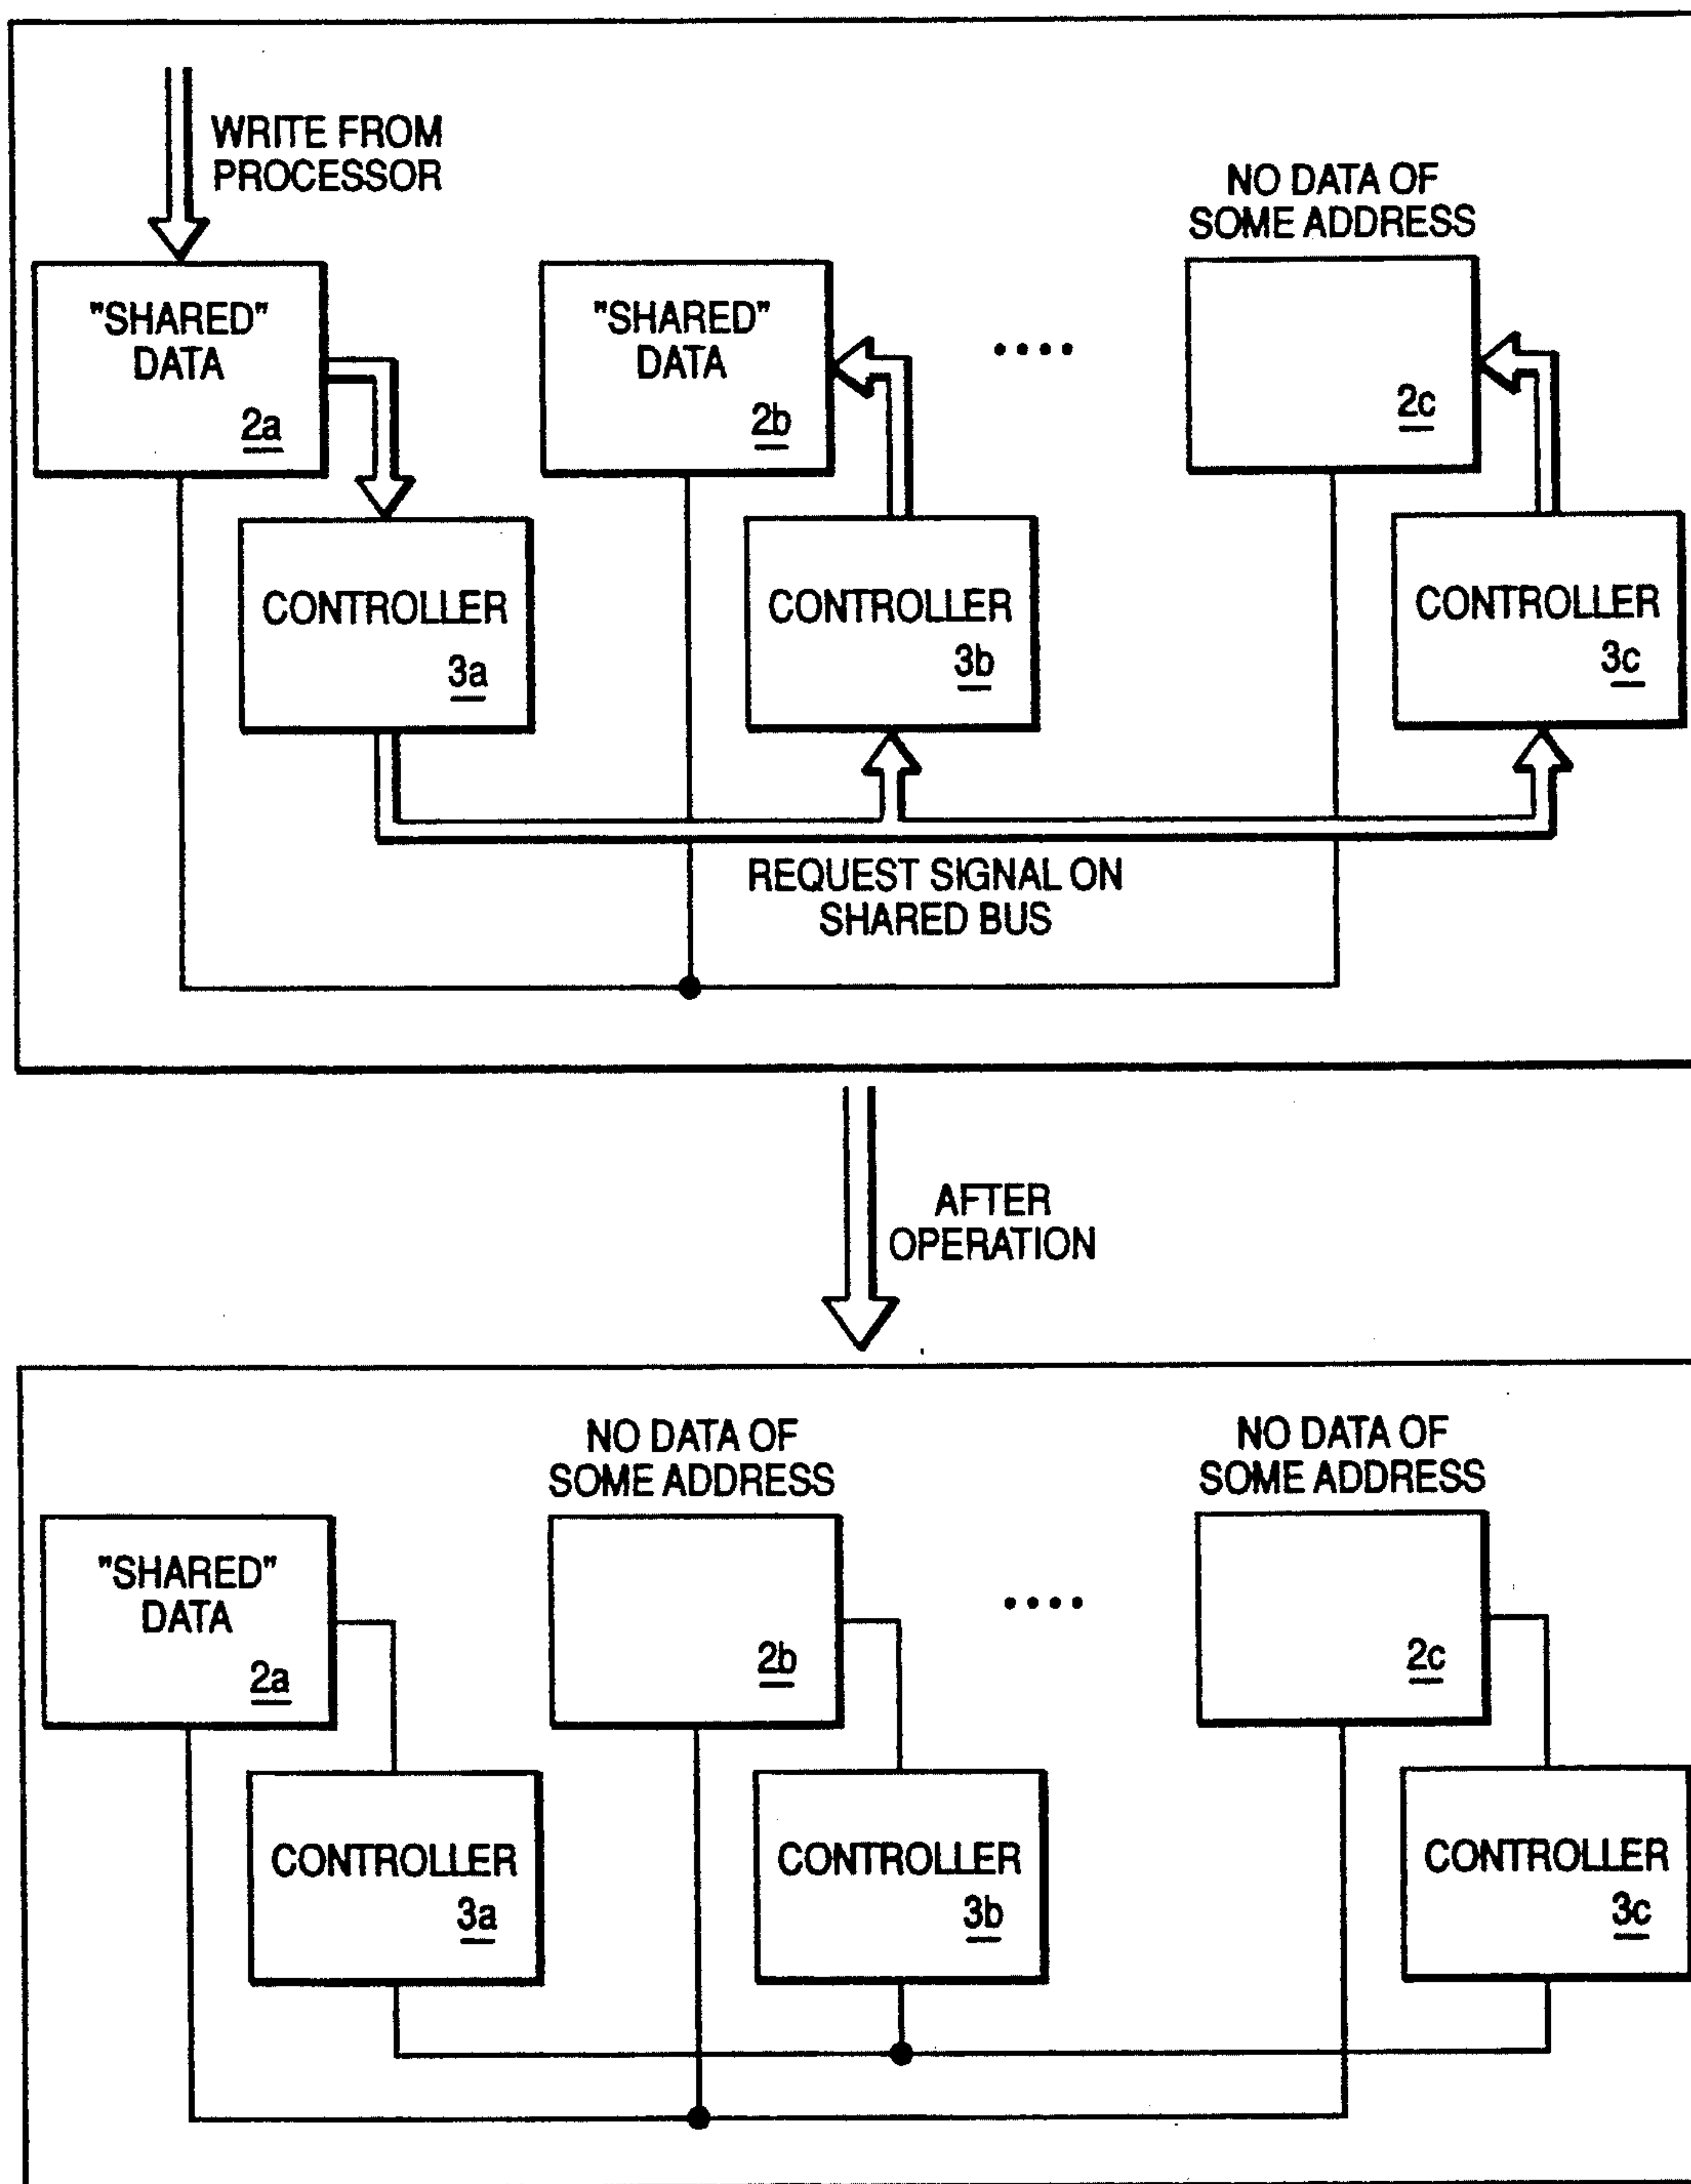 WRITE FROM
PROCESSOR
NO DATA OF
SOME ADDRESS
"SHARED"
DATA
2a
"SHARED"
DATA
2b
....
2c
CONTROLLER
3a
CONTROLLER
3b
CONTROLLER
3c
REQUEST SIGNAL ON
SHARED BUS
AFTER
OPERATION
NO DATA OF
SOME ADDRESS
NO DATA OF
SOME ADDRESS
"SHARED"
DATA
2a
2b
....
2c
CONTROLLER
3a
CONTROLLER
3b
CONTROLLER
3c